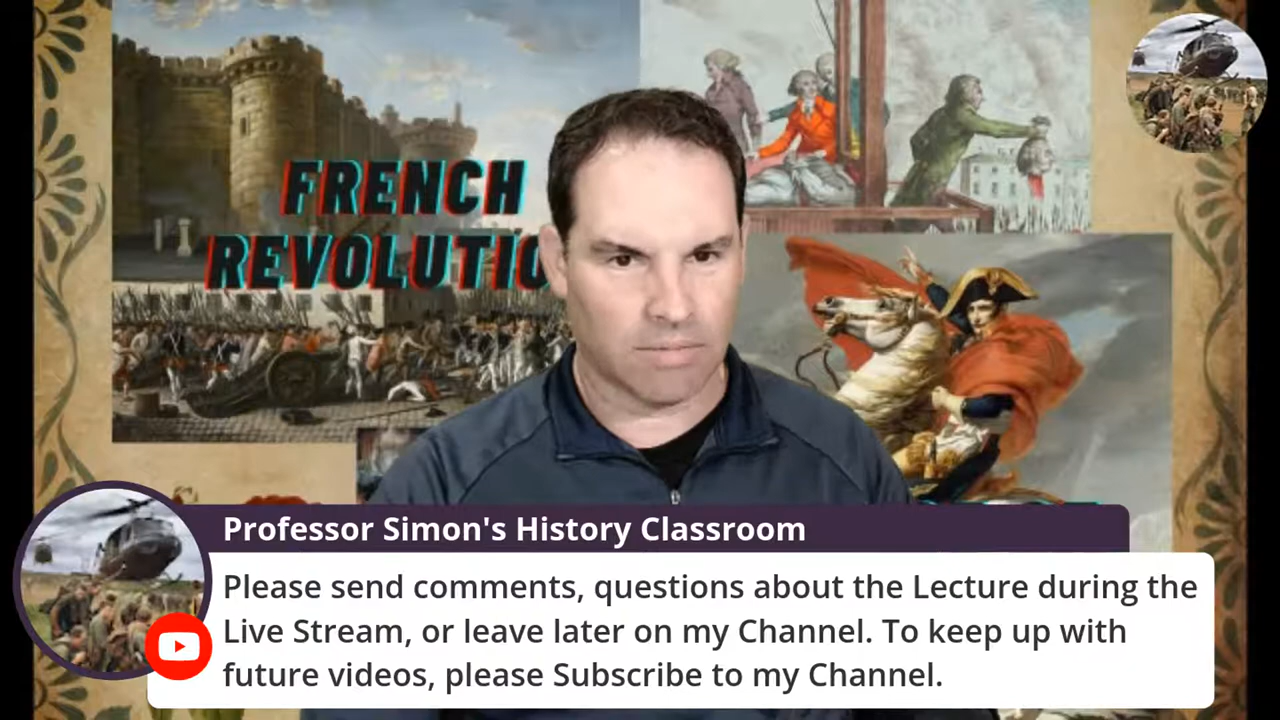 FRENCH
REVOLUTIO
Professor Simon's History Classroom
Please send comments, questions about the Lecture during the
Live Stream, or leave later on my Channel. To keep up with
future videos, please Subscribe to my Channel.